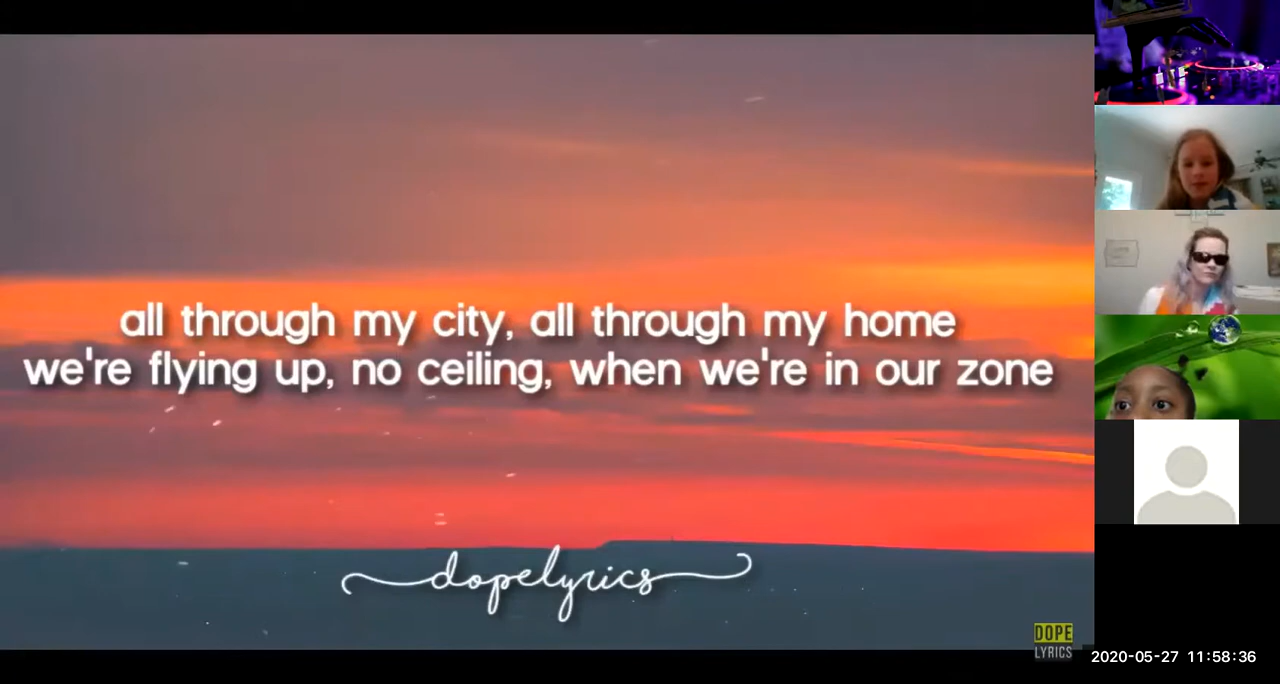 all through my city, all through my home
we're flying up, no ceiling, when we're in our zone
dopelyrics
DOPE
LYRICS
2020-05-27 11:58:36